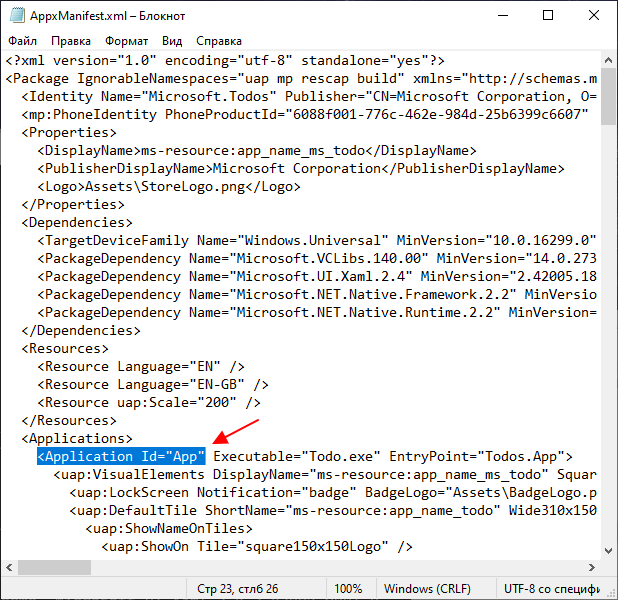 AppxManifest.xml – Блокнот
Файл Правка Формат Вид Справка
<?xml version="1.0" encoding="utf-8" standalone="yes"?>
<Package IgnorableNamespaces="uap mp rescap build" xmlns="http://schemas.m
<Identity Name="Microsoft.Todos" Publisher="CN=Microsoft Corporation, O=
<mp:PhoneIdentity PhoneProductId="6088f001-776c-462e-984d-25b6399c6607"
<Properties>
<DisplayName>ms-resource:app_name_ms_todo</DisplayName>
<PublisherDisplayName>Microsoft Corporation</PublisherDisplayName>
<Logo>Assets\StoreLogo.png</Logo>
</Properties>
<Dependencies>
<TargetDeviceFamily Name="Windows.Universal" MinVersion="10.0.16299.0"
<PackageDependency Name="Microsoft.VCLibs.140.00" MinVersion="14.0.273
<PackageDependency Name="Microsoft.UI.Xaml.2.4" MinVersion="2.42005.18
<PackageDependency Name="Microsoft.NET.Native.Framework.2.2" MinVersio
<PackageDependency Name="Microsoft.NET.Native.Runtime.2.2" MinVersion=
</Dependencies>
<Resources>
<Resource Language="EN" />
<Resource Language="EN-GB" />
<Resource uap:Scale="200" />
</Resources>
<Applications>
<Application Id="App" Executable="Todo.exe" EntryPoint="Todos.App">
<uap:VisualElements DisplayName="ms-resource:app_name_ms_todo" Squar
<uap:LockScreen Notification="badge" BadgeLogo="Assets\BadgeLogo.p
<uap:DefaultTile ShortName="ms-resource:app_name_todo" Wide310x150
<uap:ShowNameOnTiles>
<uap:ShowOn Tile="square150x150Logo" />
Стр 23, стлб 26 100% Windows (CRLF) UTF-8 со специфи